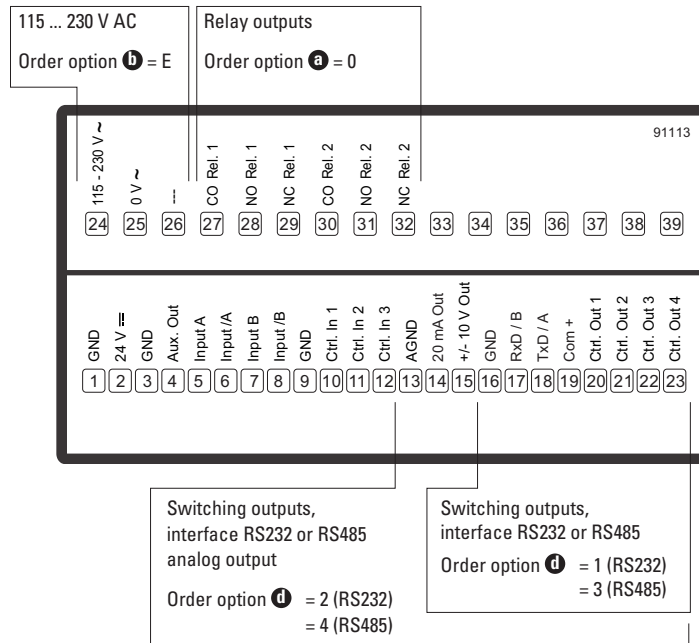 115 ... 230 V AC
Order option b = E
Relay outputs
Order option a = 0
91113
115 - 230 V ~
0 V ~
---
CO Rel. 1
NO Rel. 1
NC Rel. 1
CO Rel. 2
NO Rel. 2
NC Rel. 2
24 25 26 27 28 29 30 31 32 33 34 35 36 37 38 39
GND
24 V ⎓
GND
Aux. Out
Input A
Input /A
Input B
Input /B
GND
Ctrl. In 1
Ctrl. In 2
Ctrl. In 3
AGND
20 mA Out
+/- 10 V Out
GND
RxD / B
TxD / A
Com +
Ctrl. Out 1
Ctrl. Out 2
Ctrl. Out 3
Ctrl. Out 4
1 2 3 4 5 6 7 8 9 10 11 12 13 14 15 16 17 18 19 20 21 22 23
Switching outputs,
interface RS232 or RS485
analog output
Order option d = 2 (RS232)
= 4 (RS485)
Switching outputs,
interface RS232 or RS485
Order option d = 1 (RS232)
= 3 (RS485)